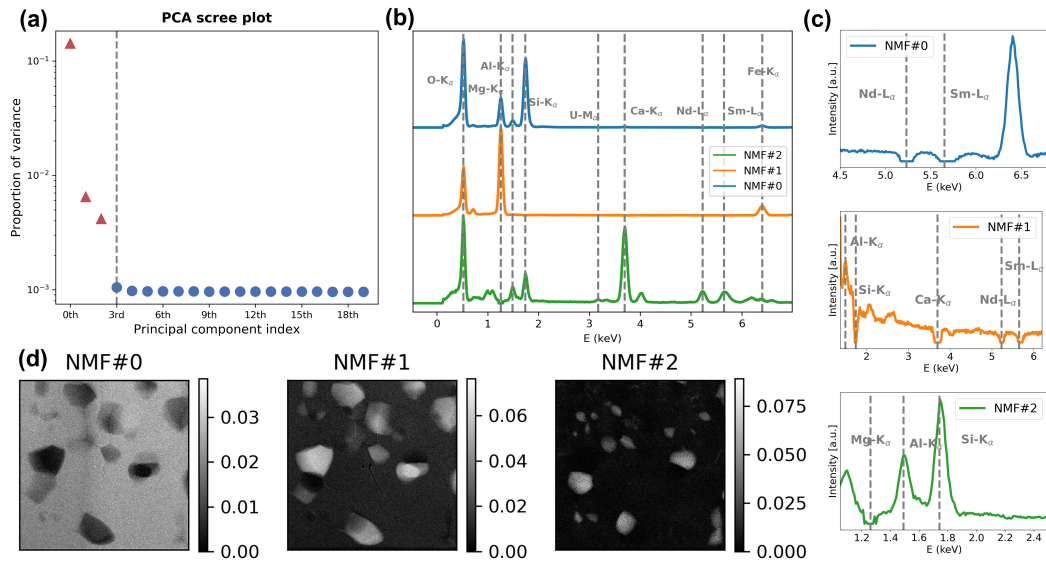 (a)
PCA scree plot
Proportion of variance
10⁻¹
10⁻²
10⁻³
0h 3rd 6h 9h 12h 15h 18h
Principal component index
(b)
O-Kα
Mg-Kα
Al-Kα
Si-Kα
U-Mα
Ca-Kα
Nd-Lα
Sm-Lα
Fe-Kα
NMF#2
NMF#1
NMF#0
0 1 2 3 4 5 6
E (keV)
(c)
NMF#0
Nd-Lα
Sm-Lα
Intensity [a.u.]
4.5 5.0 5.5 6.0 6.5
E (keV)
NMF#1
Al-Kα
Si-Kα
Ca-Kα
Nd-Lα
Sm-Lα
Intensity [a.u.]
2 3 4 5 6
E (keV)
NMF#2
Mg-Kα
Al-Kα
Si-Kα
Intensity [a.u.]
1.2 1.4 1.6 1.8 2.0 2.2 2.4
E (keV)
(d)
NMF#0
0.03
0.02
0.01
0.00
NMF#1
0.06
0.04
0.02
0.00
NMF#2
0.075
0.050
0.025
0.000